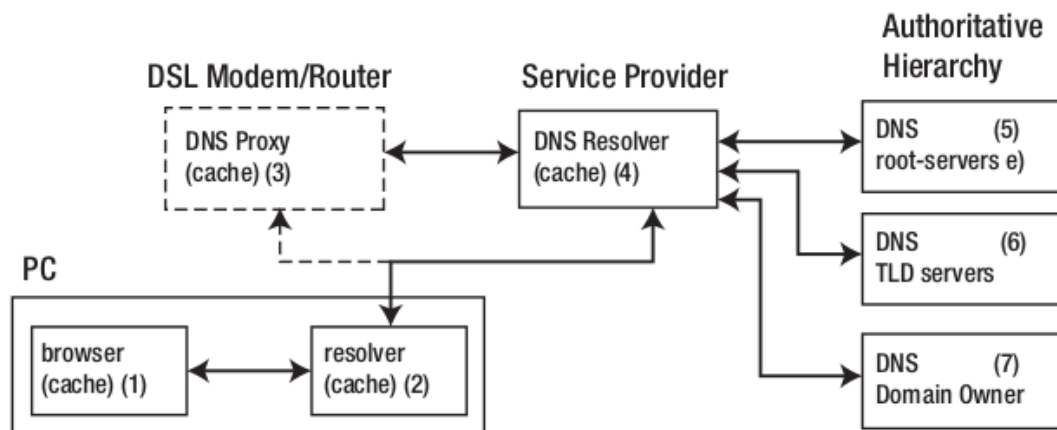 Authoritative
Hierarchy
DSL Modem/Router
Service Provider
DNS Proxy
(cache) (3)
DNS Resolver
(cache) (4)
DNS (5)
root-servers e)
DNS (6)
TLD servers
PC
browser
(cache) (1)
resolver
(cache) (2)
DNS (7)
Domain Owner